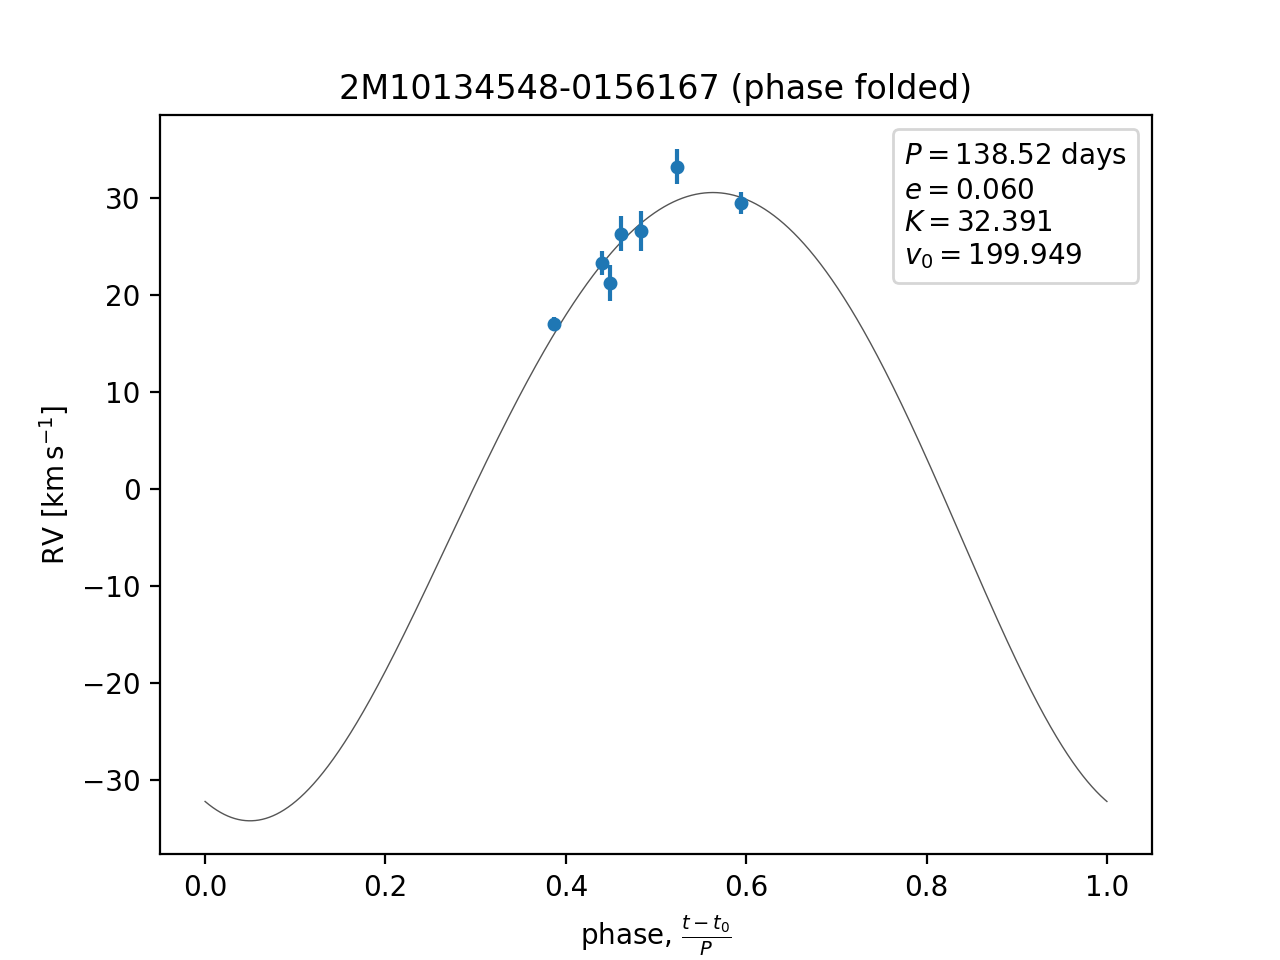 2M10134548-0156167 (phase folded)
P = 138.52 days
e = 0.060
K = 32.391
v₀ = 199.949
30
20
10
0
−10
−20
−30
RV [km s⁻¹]
0.0 0.2 0.4 0.6 0.8 1.0
phase, (t − t₀)/P